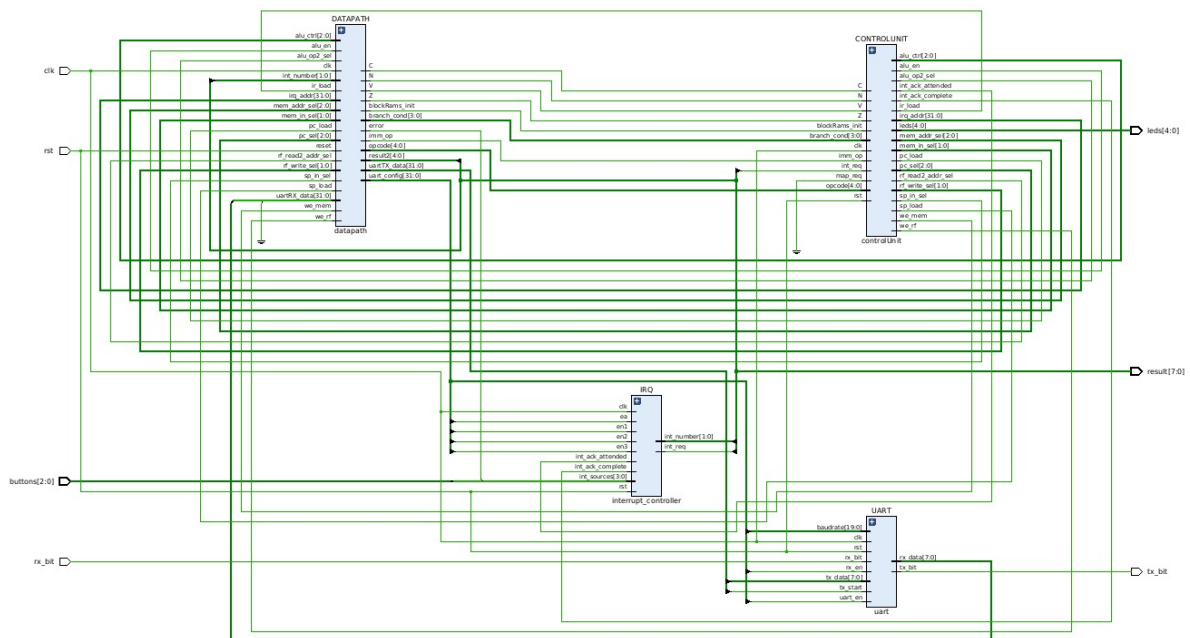 DATAPATH
alu_ctrl[2:0]
alu_en
alu_op2_sel
clk
int_number[1:0]
ir_load
irq_addr[31:0]
mem_addr_sel[2:0]
mem_in_sel[1:0]
pc_load
pc_sel[2:0]
reset
rf_read2_addr_sel
rf_write_sel[1:0]
sp_in_sel
sp_load
uartRX_data[31:0]
we_mem
we_rf
C
N
V
Z
blockRams_init
branch_cond[3:0]
error
imm_op
opcode[4:0]
result2[4:0]
uartTX_data[31:0]
uart_config[31:0]
datapath
CONTROLUNIT
C
N
V
Z
blockRams_init
branch_cond[3:0]
clk
imm_op
int_req
map_req
opcode[4:0]
rst
alu_ctrl[2:0]
alu_en
alu_op2_sel
int_ack_attended
int_ack_complete
ir_load
irq_addr[31:0]
leds[4:0]
mem_addr_sel[2:0]
mem_in_sel[1:0]
pc_load
pc_sel[2:0]
rf_read2_addr_sel
rf_write_sel[1:0]
sp_in_sel
sp_load
we_mem
we_rf
controlUnit
clk
rst
leds[4:0]
result[7:0]
IRQ
clk
ea
en1
en2
en3
int_ack_attended
int_ack_complete
int_sources[3:0]
rst
int_number[1:0]
int_req
interrupt_controller
buttons[2:0]
UART
baudrate[19:0]
clk
rst
rx_bit
rx_en
tx_data[7:0]
tx_start
uart_en
rx_data[7:0]
tx_bit
uart
rx_bit
tx_bit